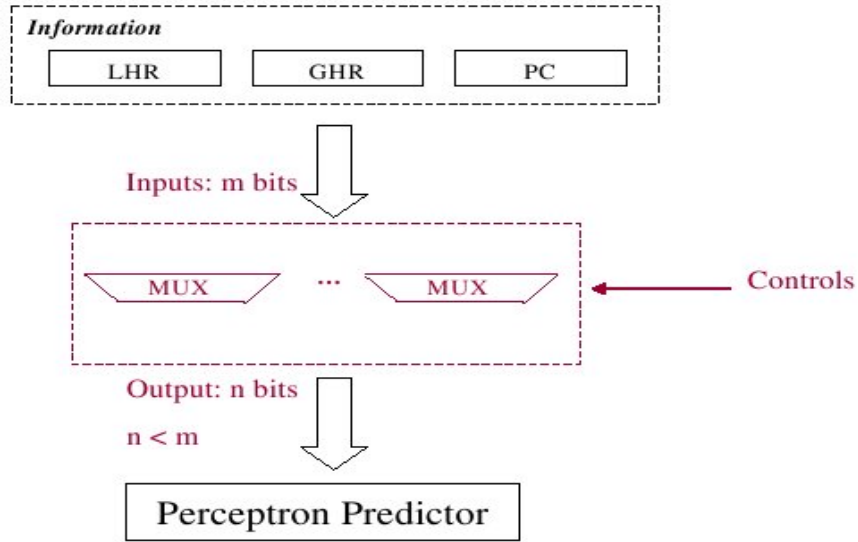 Information
LHR GHR PC
Inputs: m bits
MUX ... MUX
Controls
Output: n bits
n < m
Perceptron Predictor